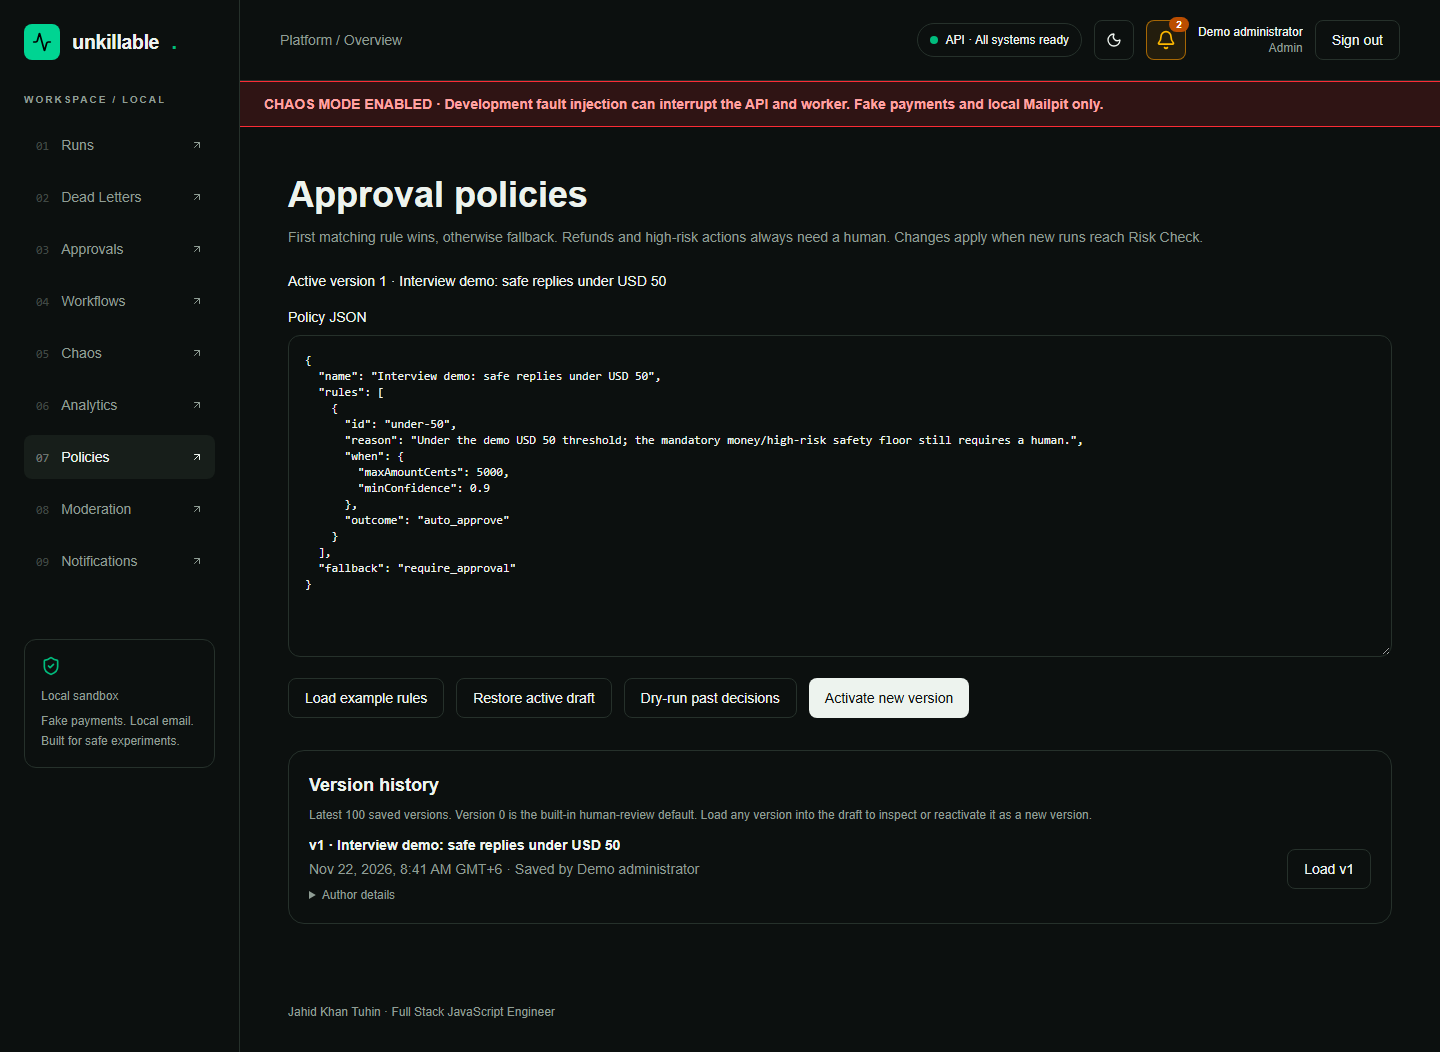 unkillable .
Platform / Overview
API · All systems ready
2
Demo administrator
Admin
Sign out
WORKSPACE / LOCAL
CHAOS MODE ENABLED · Development fault injection can interrupt the API and worker. Fake payments and local Mailpit only.
01 Runs
02 Dead Letters
03 Approvals
04 Workflows
05 Chaos
06 Analytics
07 Policies
08 Moderation
09 Notifications
Local sandbox
Fake payments. Local email.
Built for safe experiments.
Approval policies
First matching rule wins, otherwise fallback. Refunds and high-risk actions always need a human. Changes apply when new runs reach Risk Check.
Active version 1 · Interview demo: safe replies under USD 50
Policy JSON
{
  "name": "Interview demo: safe replies under USD 50",
  "rules": [
    {
      "id": "under-50",
      "reason": "Under the demo USD 50 threshold; the mandatory money/high-risk safety floor still requires a human.",
      "when": {
        "maxAmountCents": 5000,
        "minConfidence": 0.9
      },
      "outcome": "auto_approve"
    }
  ],
  "fallback": "require_approval"
}
Load example rules
Restore active draft
Dry-run past decisions
Activate new version
Version history
Latest 100 saved versions. Version 0 is the built-in human-review default. Load any version into the draft to inspect or reactivate it as a new version.
v1 · Interview demo: safe replies under USD 50
Nov 22, 2026, 8:41 AM GMT+6 · Saved by Demo administrator
Author details
Load v1
Jahid Khan Tuhin · Full Stack JavaScript Engineer